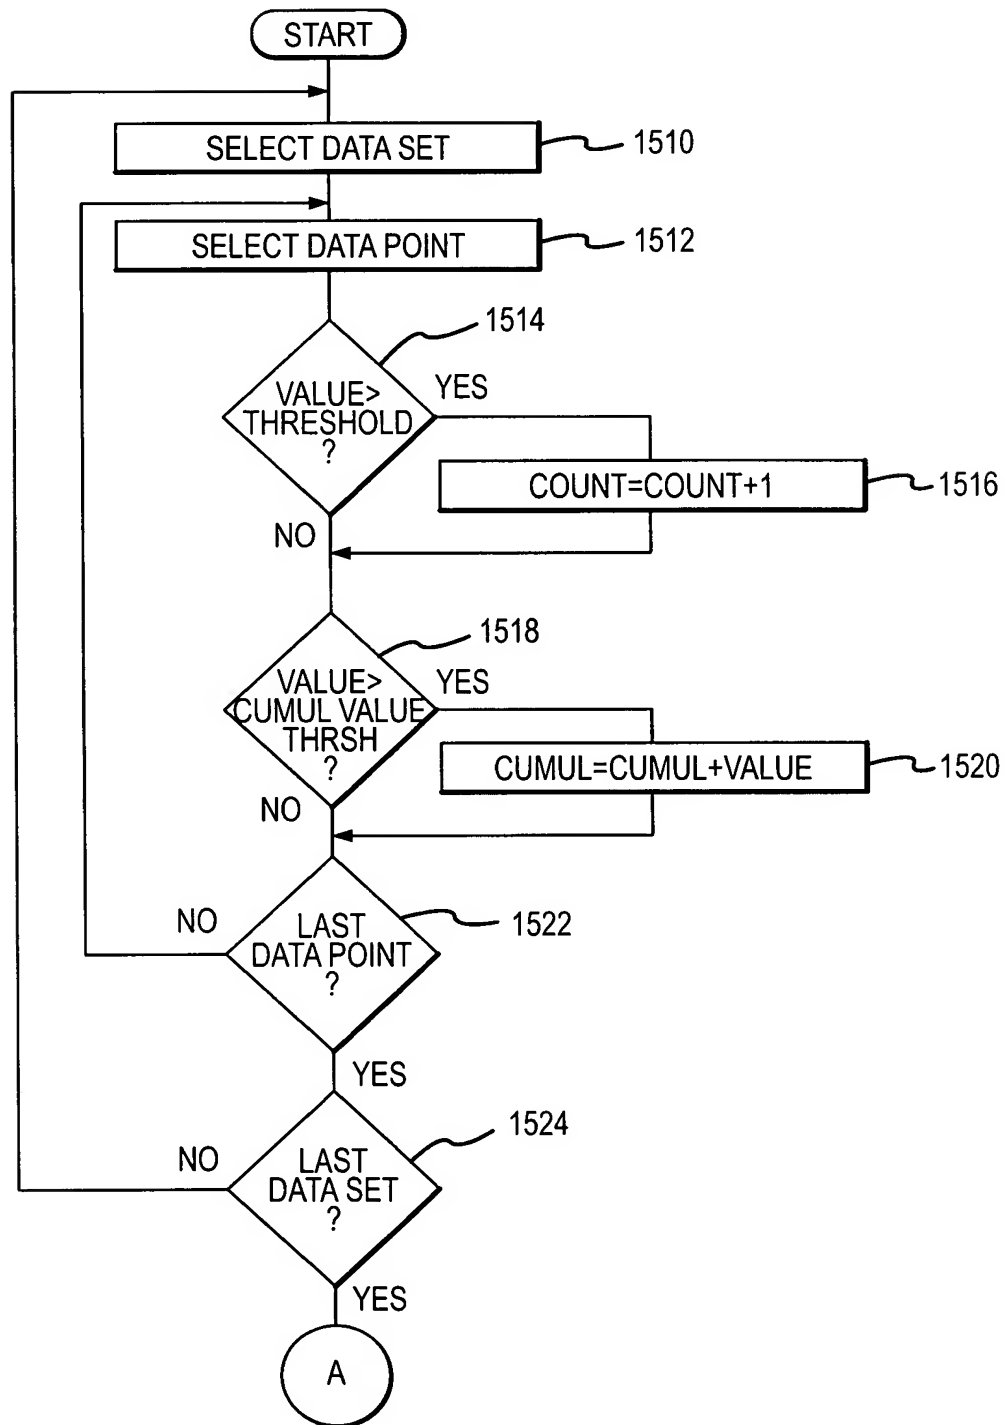 START
SELECT DATA SET
1510
SELECT DATA POINT
1512
1514
VALUE>
THRESHOLD
?
YES
COUNT=COUNT+1
1516
NO
1518
VALUE>
CUMUL VALUE
THRSH
?
YES
CUMUL=CUMUL+VALUE
1520
NO
NO
LAST
DATA POINT
?
1522
YES
NO
LAST
DATA SET
?
1524
YES
A